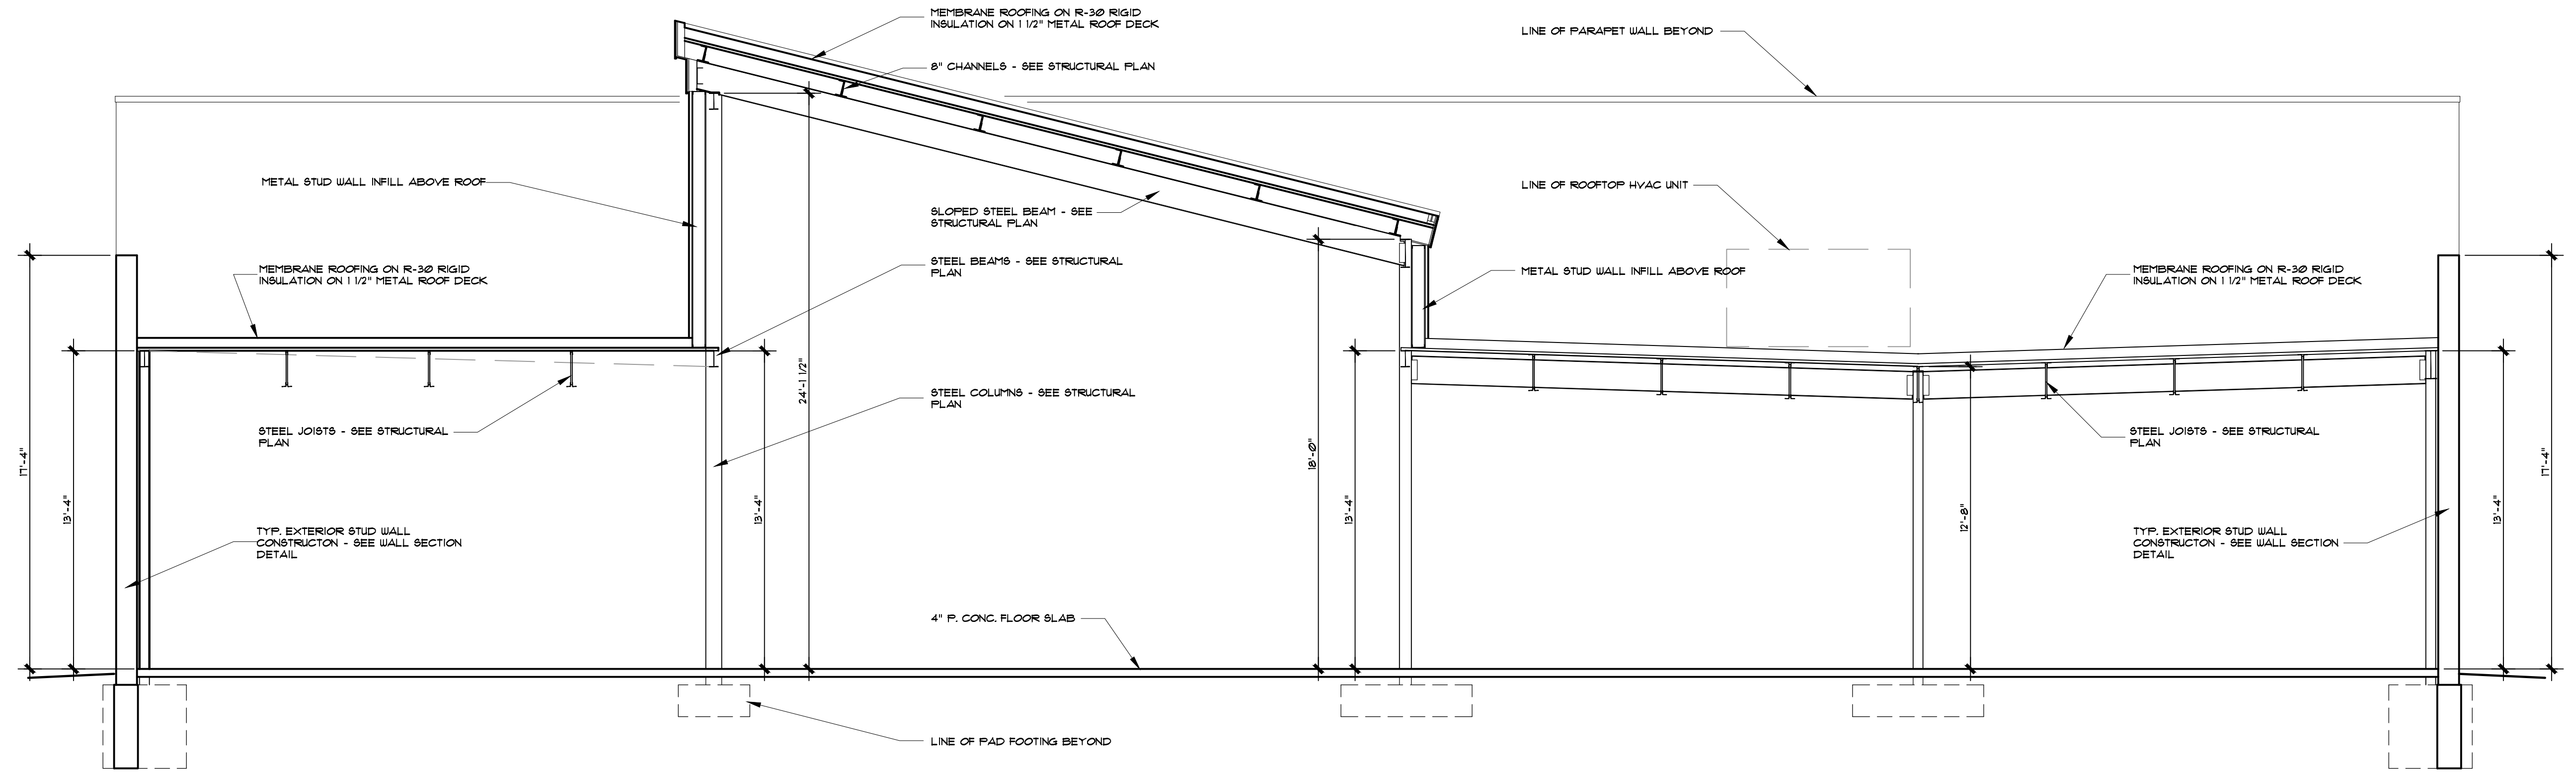 MEMBRANE ROOFING ON R-30 RIGID
INSULATION ON 1 1/2" METAL ROOF DECK
LINE OF PARAPET WALL BEYOND
8" CHANNELS - SEE STRUCTURAL PLAN
METAL STUD WALL INFILL ABOVE ROOF
LINE OF ROOFTOP HVAC UNIT
SLOPED STEEL BEAM - SEE
STRUCTURAL PLAN
STEEL BEAMS - SEE STRUCTURAL
PLAN
MEMBRANE ROOFING ON R-30 RIGID
INSULATION ON 1 1/2" METAL ROOF DECK
METAL STUD WALL INFILL ABOVE ROOF
MEMBRANE ROOFING ON R-30 RIGID
INSULATION ON 1 1/2" METAL ROOF DECK
24'-1 1/2"
STEEL COLUMNS - SEE STRUCTURAL
PLAN
STEEL JOISTS - SEE STRUCTURAL
PLAN
STEEL JOISTS - SEE STRUCTURAL
PLAN
17'-4"
18'-0"
17'-4"
13'-4"
13'-4"
13'-4"
12'-8"
13'-4"
TYP. EXTERIOR STUD WALL
CONSTRUCTON - SEE WALL SECTION
DETAIL
TYP. EXTERIOR STUD WALL
CONSTRUCTON - SEE WALL SECTION
DETAIL
4" P. CONC. FLOOR SLAB
LINE OF PAD FOOTING BEYOND